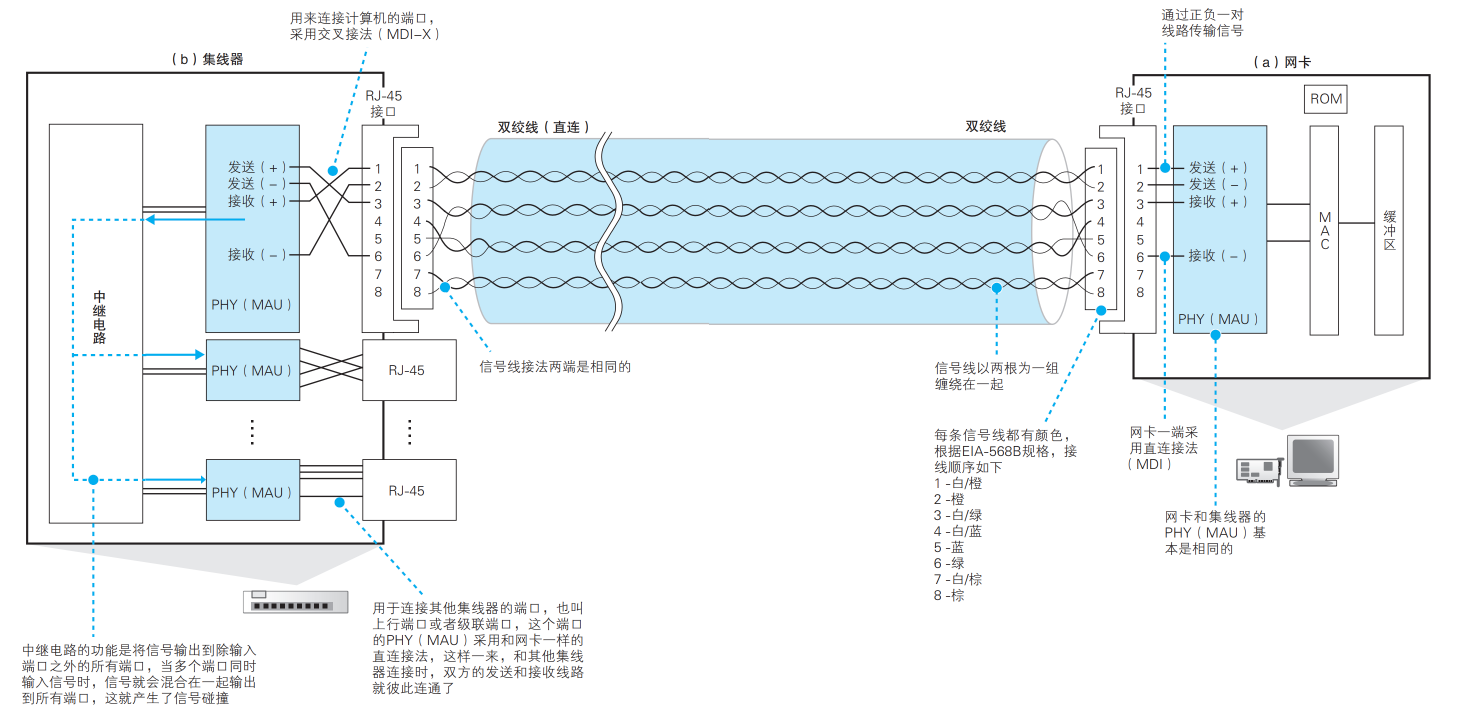 用来连接计算机的端口，
采用交叉接法（MDI-X）
（b）集线器
RJ-45
接口
中继电路
发送（+）
发送（-）
接收（+）
接收（-）
PHY（MAU）
1
2
3
4
5
6
7
8
1
2
3
4
5
6
7
8
PHY（MAU）
RJ-45
PHY（MAU）
RJ-45
双绞线（直连）
双绞线
信号线接法两端是相同的
信号线以两根为一组
缠绕在一起
每条信号线都有颜色，
根据EIA-568B规格，接
线顺序如下
1 -白/橙
2 -橙
3 -白/绿
4 -白/蓝
5 -蓝
6 -绿
7 -白/棕
8 -棕
通过正负一对
线路传输信号
（a）网卡
RJ-45
接口
1
2
3
4
5
6
7
8
1
2
3
4
5
6
7
8
发送（+）
发送（-）
接收（+）
接收（-）
PHY（MAU）
ROM
MAC
缓冲区
网卡一端采
用直连接法
（MDI）
网卡和集线器的
PHY（MAU）基
本是相同的
中继电路的功能是将信号输出到除输入
端口之外的所有端口，当多个端口同时
输入信号时，信号就会混合在一起输出
到所有端口，这就产生了信号碰撞
用于连接其他集线器的端口，也叫
上行端口或者级联端口，这个端口
的PHY（MAU）采用和网卡一样的
直连接法，这样一来，和其他集线
器连接时，双方的发送和接收线路
就彼此连通了